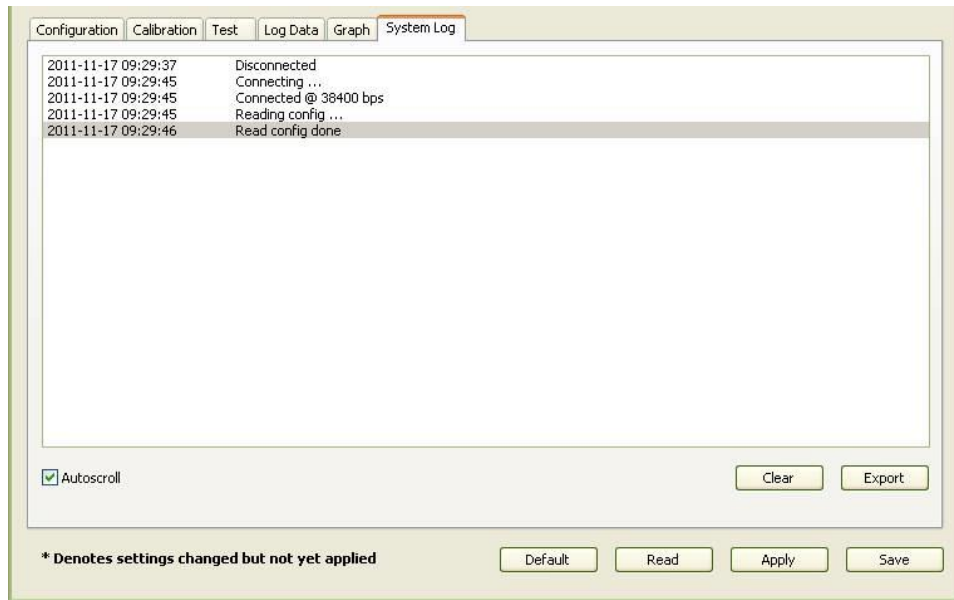 Configuration Calibration Test Log Data Graph System Log
2011-11-17 09:29:37 Disconnected
2011-11-17 09:29:45 Connecting ...
2011-11-17 09:29:45 Connected @ 38400 bps
2011-11-17 09:29:45 Reading config ...
2011-11-17 09:29:46 Read config done
Autoscroll Clear Export
* Denotes settings changed but not yet applied Default Read Apply Save